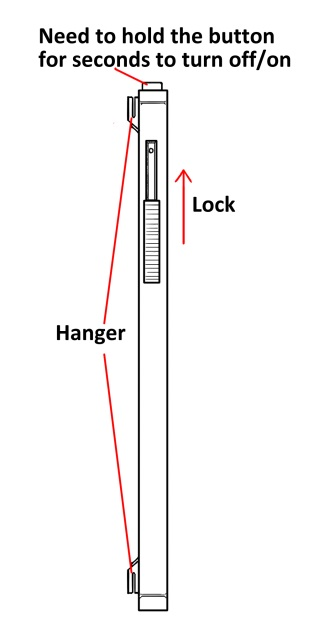 Need to hold the button
for seconds to turn off/on
Lock
Hanger